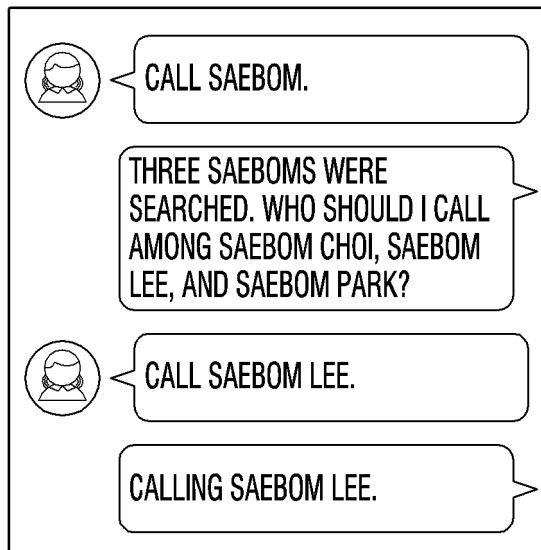 CALL SAEBOM.
THREE SAEBOMS WERE
SEARCHED. WHO SHOULD I CALL
AMONG SAEBOM CHOI, SAEBOM
LEE, AND SAEBOM PARK?
CALL SAEBOM LEE.
CALLING SAEBOM LEE.